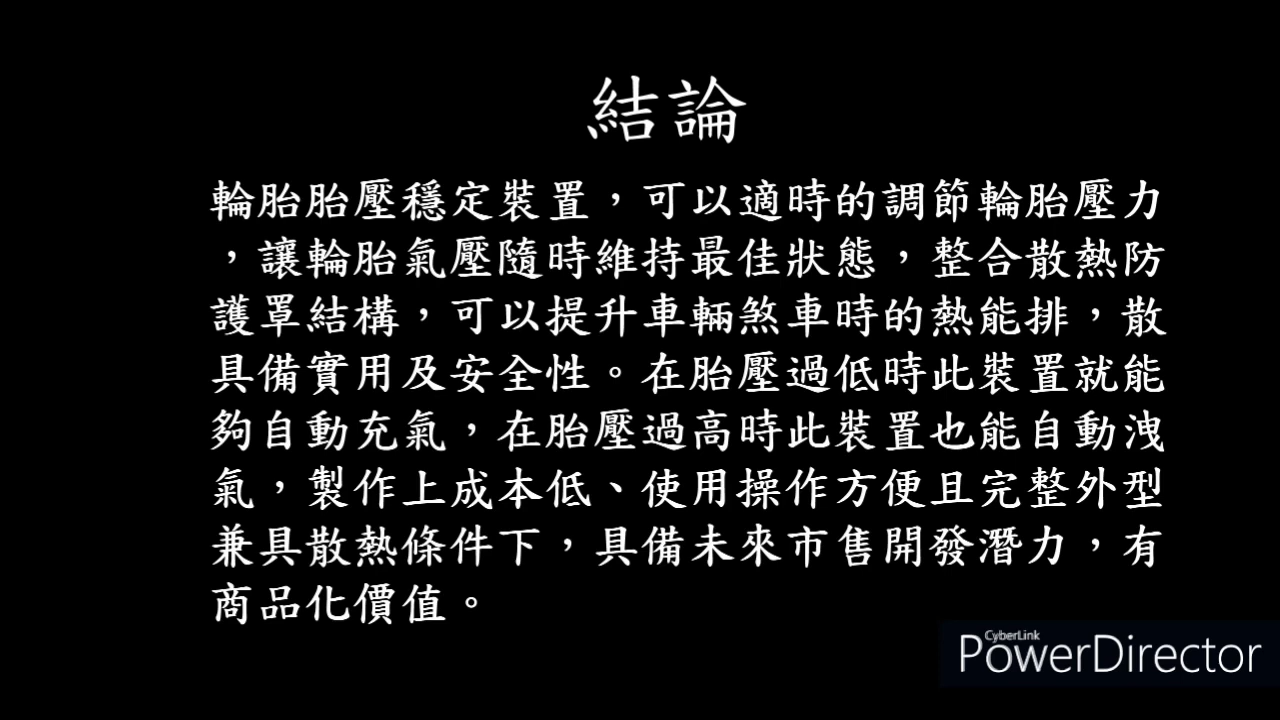 結論
輪胎胎壓穩定裝置，可以適時的調節輪胎壓力
，讓輪胎氣壓隨時維持最佳狀態，整合散熱防
護罩結構，可以提升車輛煞車時的熱能排，散
具備實用及安全性。在胎壓過低時此裝置就能
夠自動充氣，在胎壓過高時此裝置也能自動洩
氣，製作上成本低、使用操作方便且完整外型
兼具散熱條件下，具備未來市售開發潛力，有
商品化價值。
CyberLink
PowerDirector